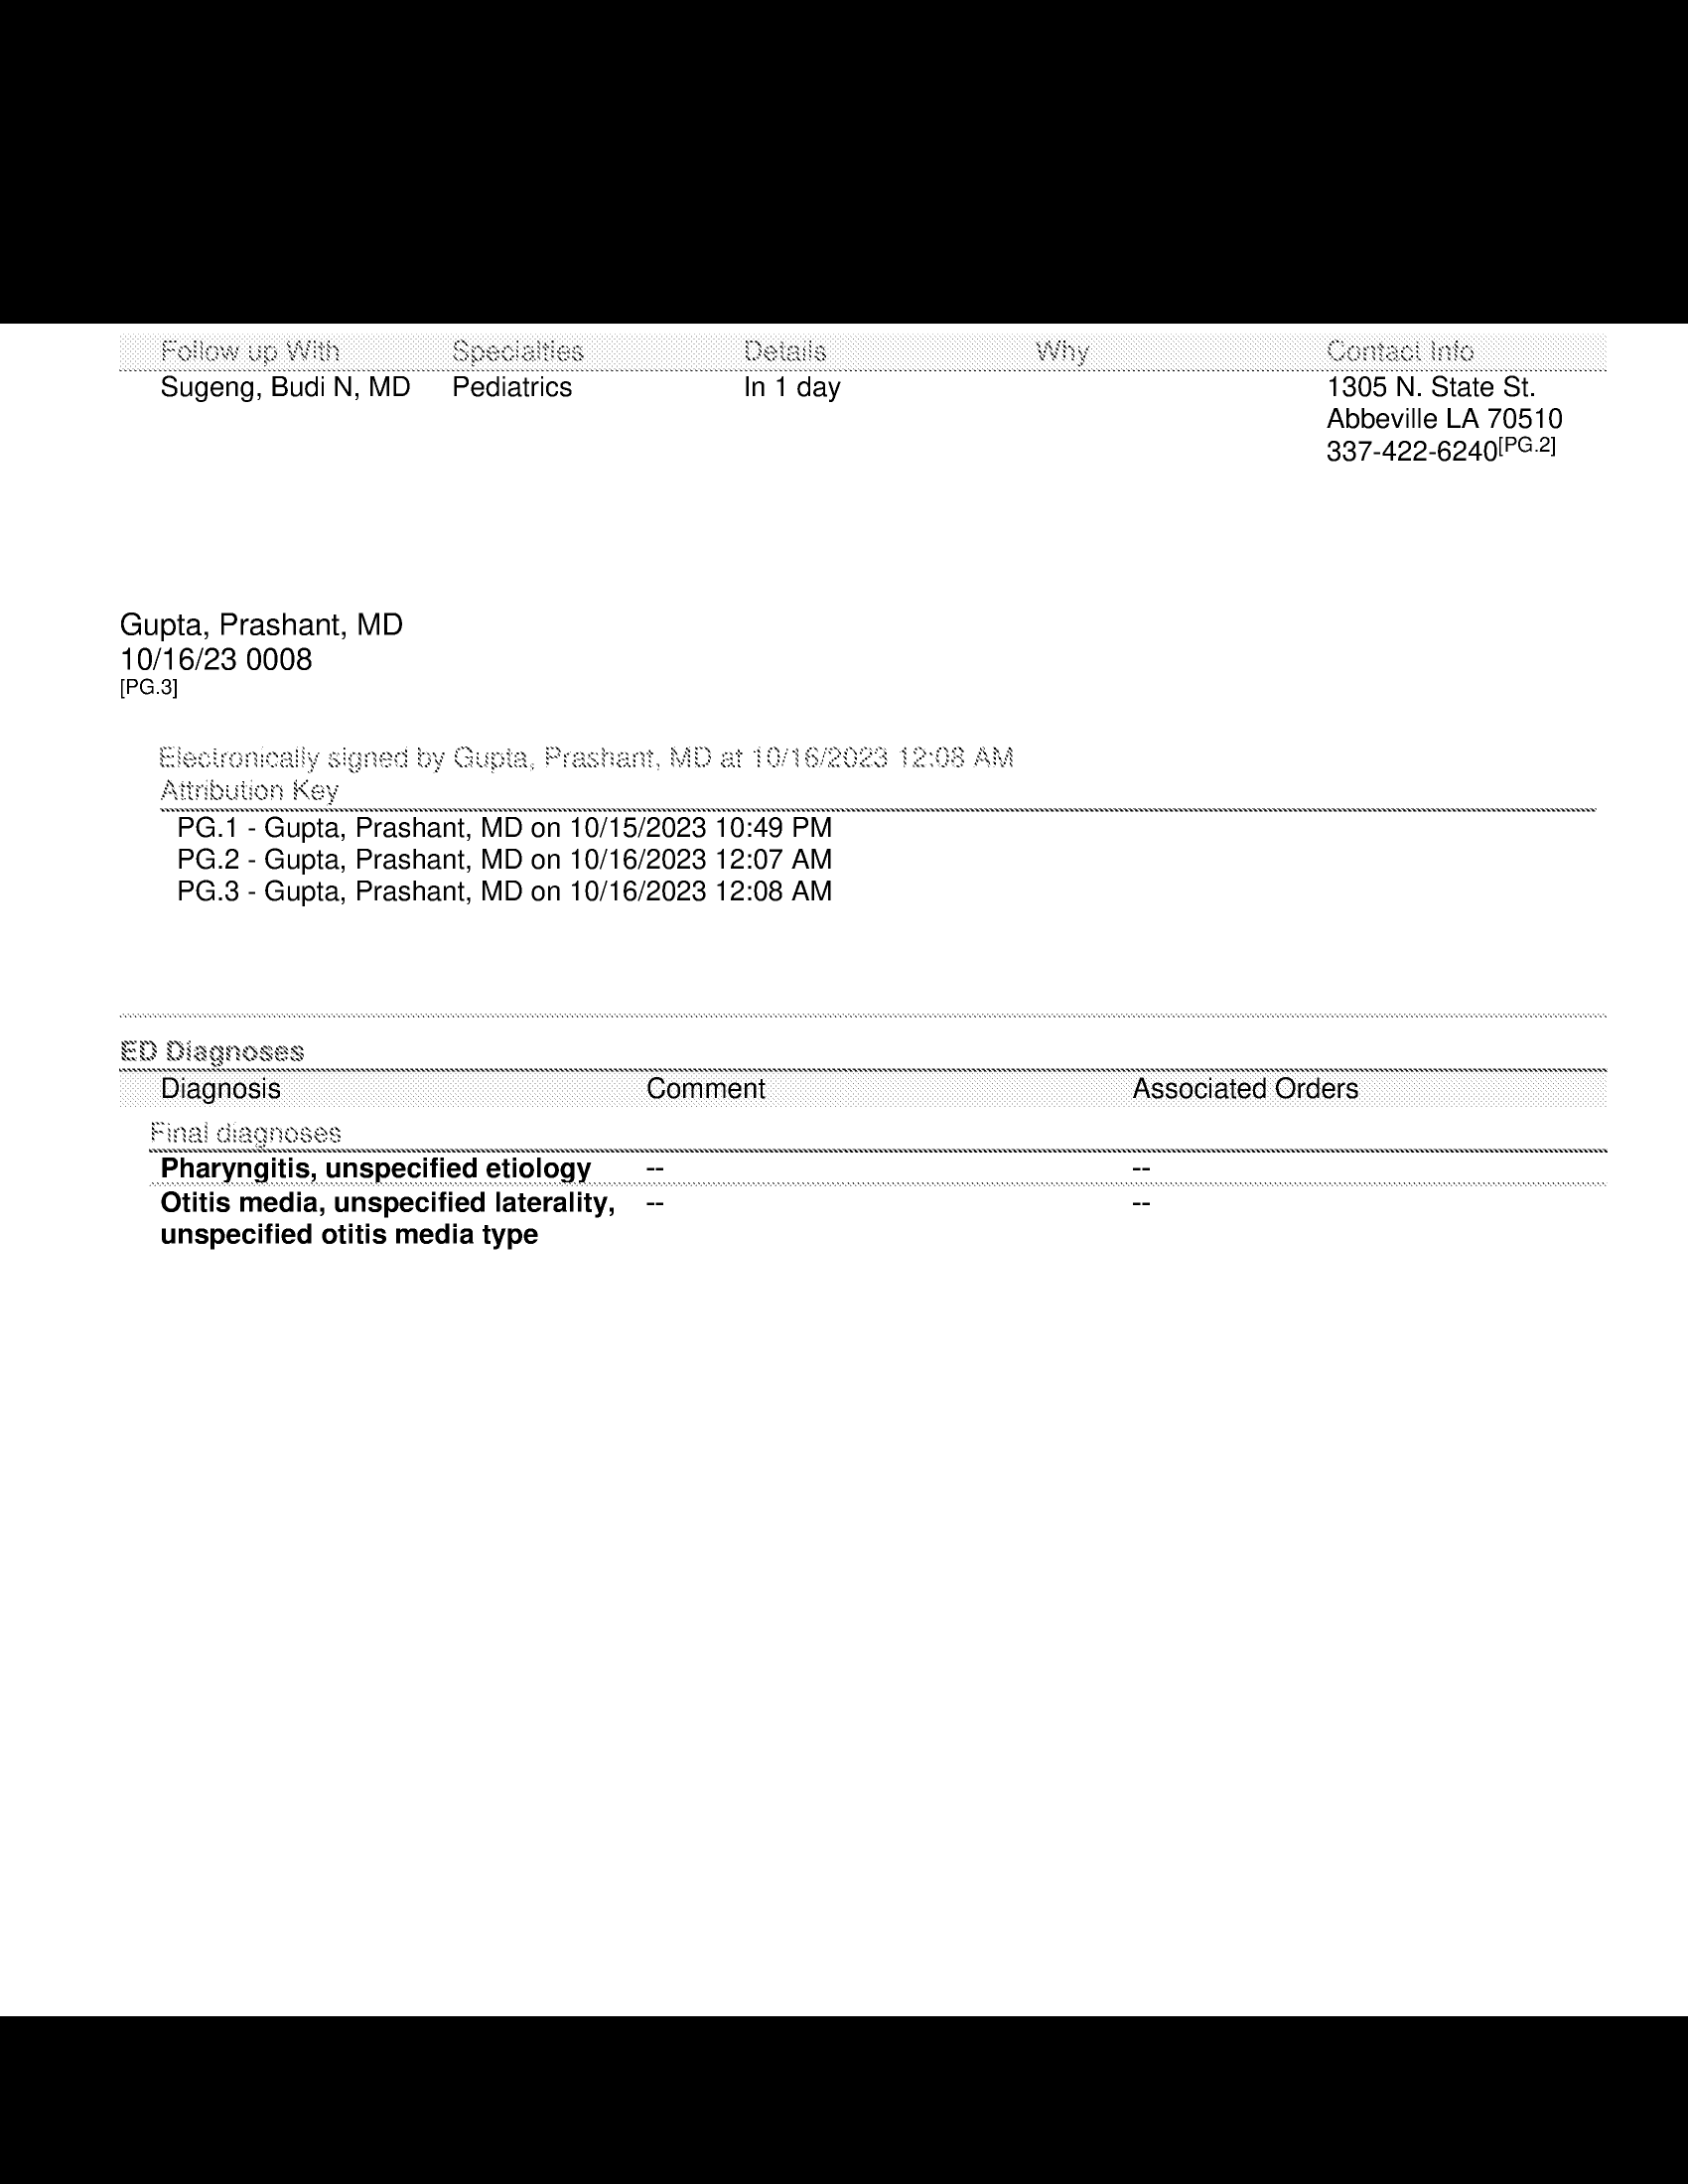 Follow up With Specialties Details Why Contact Info
Sugeng, Budi N, MD Pediatrics In 1 day 1305 N. State St.
Abbeville LA 70510
337-422-6240[PG.2]
Gupta, Prashant, MD
10/16/23 0008
[PG.3]
Electronically signed by Gupta, Prashant, MD at 10/16/2023 12:08 AM
Attribution Key
PG.1 - Gupta, Prashant, MD on 10/15/2023 10:49 PM
PG.2 - Gupta, Prashant, MD on 10/16/2023 12:07 AM
PG.3 - Gupta, Prashant, MD on 10/16/2023 12:08 AM
ED Diagnoses
Diagnosis Comment Associated Orders
Final diagnoses
Pharyngitis, unspecified etiology -- --
Otitis media, unspecified laterality, -- --
unspecified otitis media type